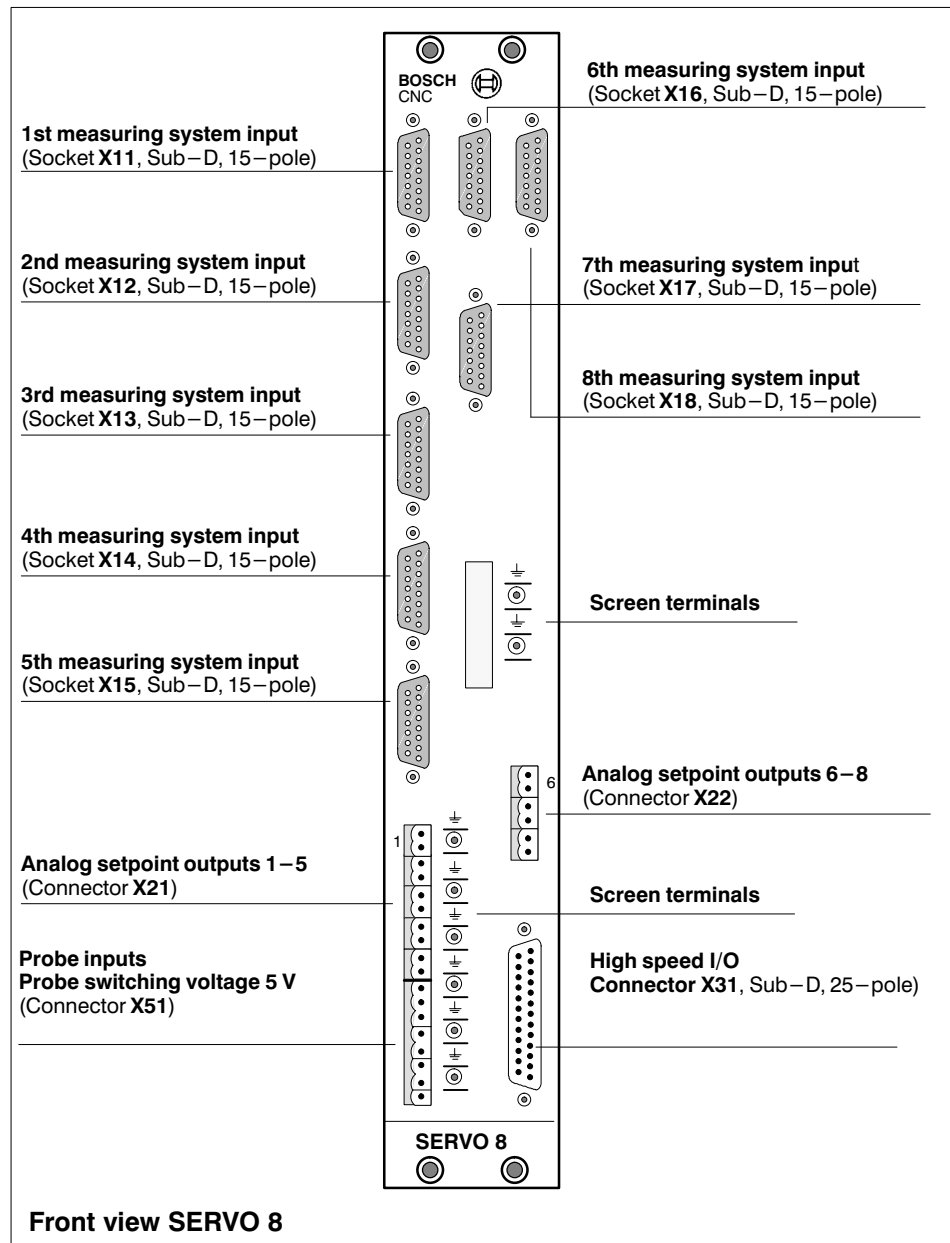 BOSCH
CNC
1st measuring system input
(Socket X11, Sub–D, 15–pole)
2nd measuring system input
(Socket X12, Sub–D, 15–pole)
3rd measuring system input
(Socket X13, Sub–D, 15–pole)
4th measuring system input
(Socket X14, Sub–D, 15–pole)
5th measuring system input
(Socket X15, Sub–D, 15–pole)
1
Analog setpoint outputs 1–5
(Connector X21)
Probe inputs
Probe switching voltage 5 V
(Connector X51)
6th measuring system input
(Socket X16, Sub–D, 15–pole)
7th measuring system input
(Socket X17, Sub–D, 15–pole)
8th measuring system input
(Socket X18, Sub–D, 15–pole)
Screen terminals
6
Analog setpoint outputs 6–8
(Connector X22)
Screen terminals
High speed I/O
Connector X31, Sub–D, 25–pole)
SERVO 8
Front view SERVO 8